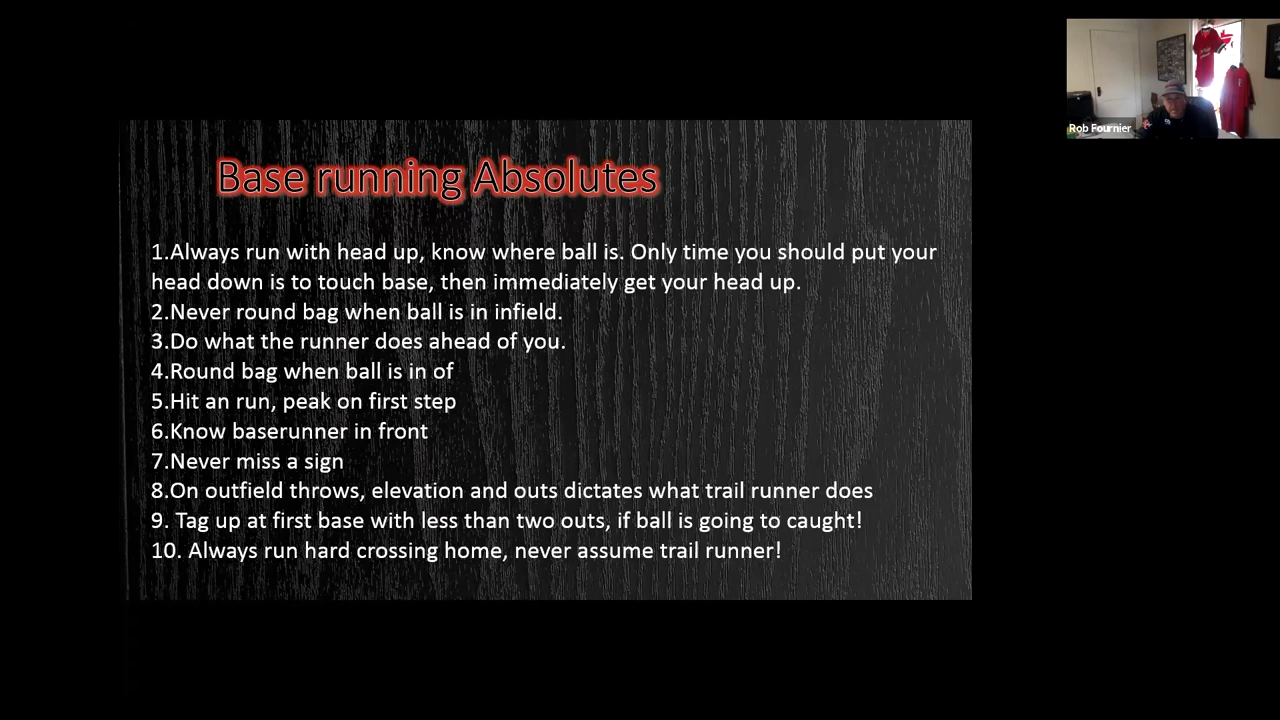 Base running Absolutes
1.Always run with head up, know where ball is. Only time you should put your
head down is to touch base, then immediately get your head up.
2.Never round bag when ball is in infield.
3.Do what the runner does ahead of you.
4.Round bag when ball is in of
5.Hit an run, peak on first step
6.Know baserunner in front
7.Never miss a sign
8.On outfield throws, elevation and outs dictates what trail runner does
9. Tag up at first base with less than two outs, if ball is going to caught!
10. Always run hard crossing home, never assume trail runner!
Rob Fournier